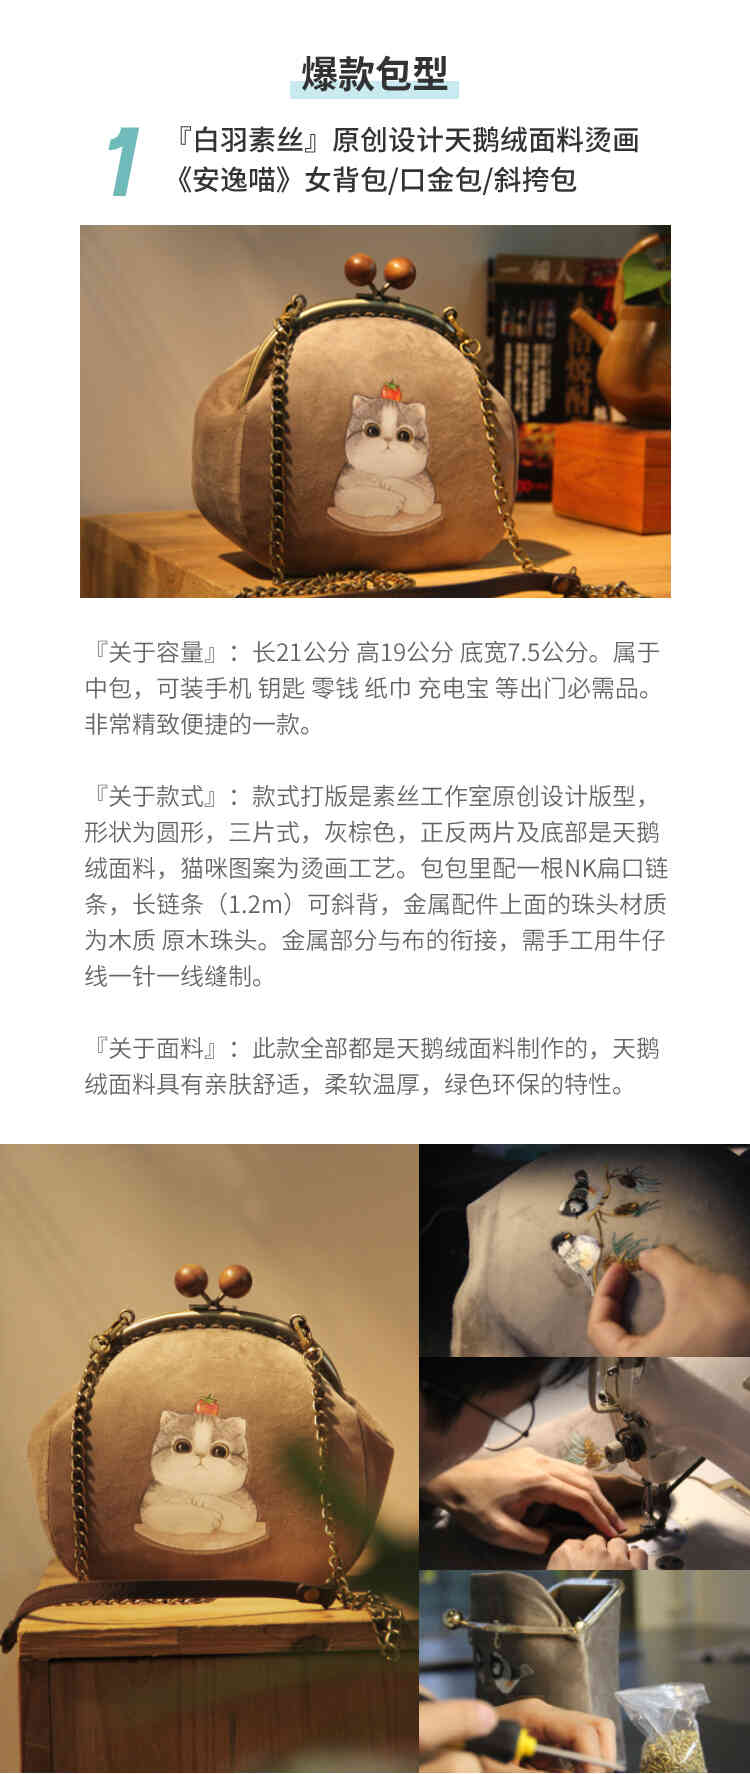 爆款包型
1
『白羽素丝』原创设计天鹅绒面料烫画
《安逸喵》女背包/口金包/斜挎包
一個人
『关于容量』：长21公分 高19公分 底宽7.5公分。属于
中包，可装手机 钥匙 零钱 纸巾 充电宝 等出门必需品。
非常精致便捷的一款。
『关于款式』：款式打版是素丝工作室原创设计版型，
形状为圆形，三片式，灰棕色，正反两片及底部是天鹅
绒面料，猫咪图案为烫画工艺。包包里配一根NK扁口链
条，长链条（1.2m）可斜背，金属配件上面的珠头材质
为木质 原木珠头。金属部分与布的衔接，需手工用牛仔
线一针一线缝制。
『关于面料』：此款全部都是天鹅绒面料制作的，天鹅
绒面料具有亲肤舒适，柔软温厚，绿色环保的特性。